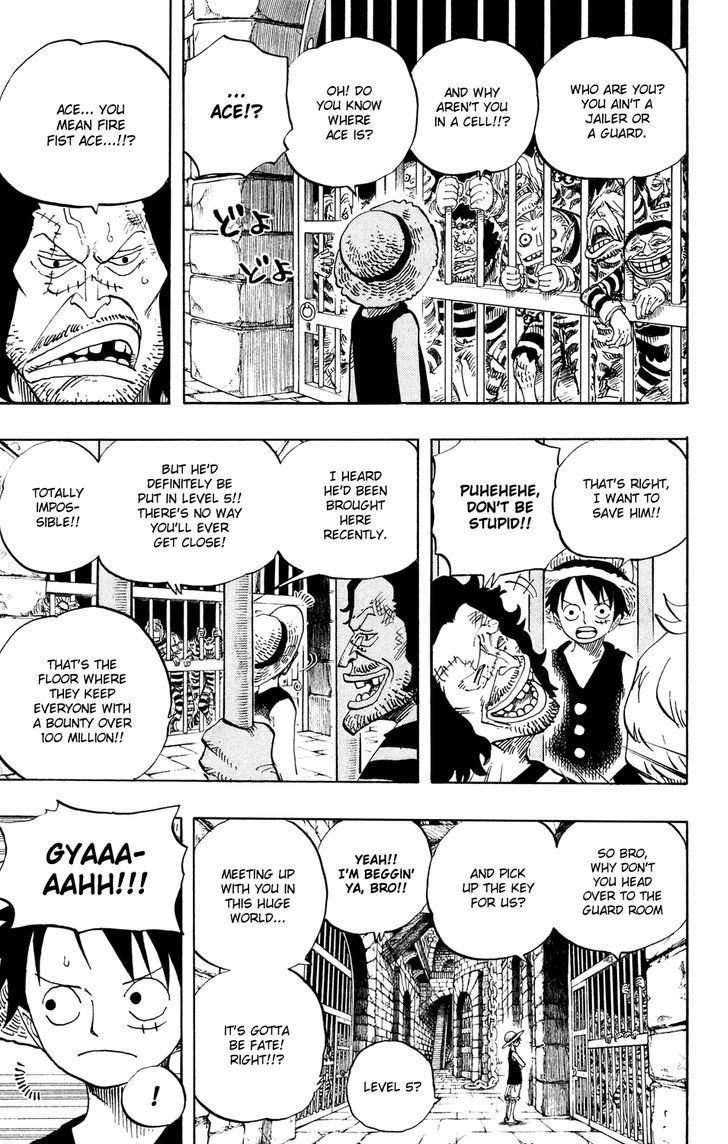 WHO ARE YOU?
YOU AIN'T A
JAILER OR
A GUARD.
AND WHY
AREN'T YOU
IN A CELL!!?
OH! DO
YOU KNOW
WHERE
ACE IS?
...
ACE!?
どよ
どよ
ACE... YOU
MEAN FIRE
FIST ACE...!!?
THAT'S RIGHT,
I WANT TO
SAVE HIM!!
PUHEHEHE,
DON'T BE
STUPID!!
I HEARD
HE'D BEEN
BROUGHT
HERE
RECENTLY.
BUT HE'D
DEFINITELY BE
PUT IN LEVEL 5!!
THERE'S NO WAY
YOU'LL EVER
GET CLOSE!
TOTALLY
IMPOS-
SIBLE!!
THAT'S THE
FLOOR WHERE
THEY KEEP
EVERYONE WITH
A BOUNTY OVER
100 MILLION!!
SO BRO,
WHY DON'T
YOU HEAD
OVER TO THE
GUARD ROOM
AND PICK
UP THE KEY
FOR US?
YEAH!!
I'M BEGGIN'
YA, BRO!!
MEETING UP
WITH YOU IN
THIS HUGE
WORLD...
IT'S GOTTA
BE FATE!
RIGHT!!?
LEVEL 5?
GYAAA-
AAHH!!!
!